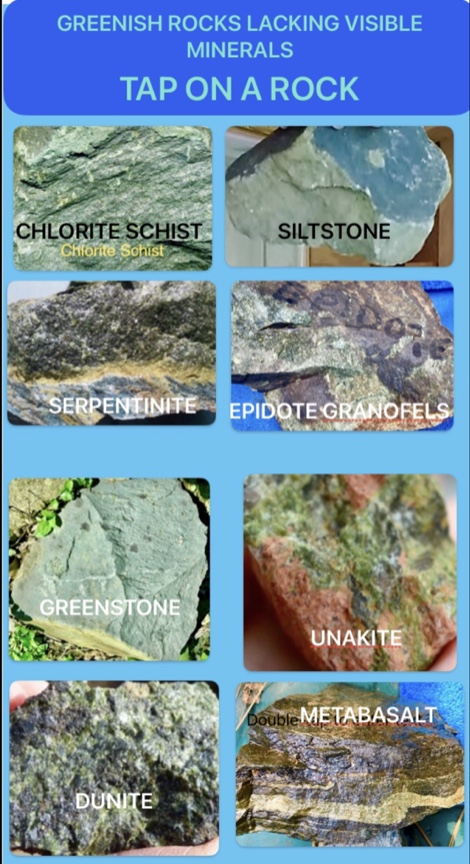 GREENISH ROCKS LACKING VISIBLE
MINERALS
TAP ON A ROCK
CHLORITE SCHIST
Chlorite Schist
SILTSTONE
SERPENTINITE
EPIDOTE GRANOFELS
GREENSTONE
UNAKITE
DUNITE
METABASALT
Double